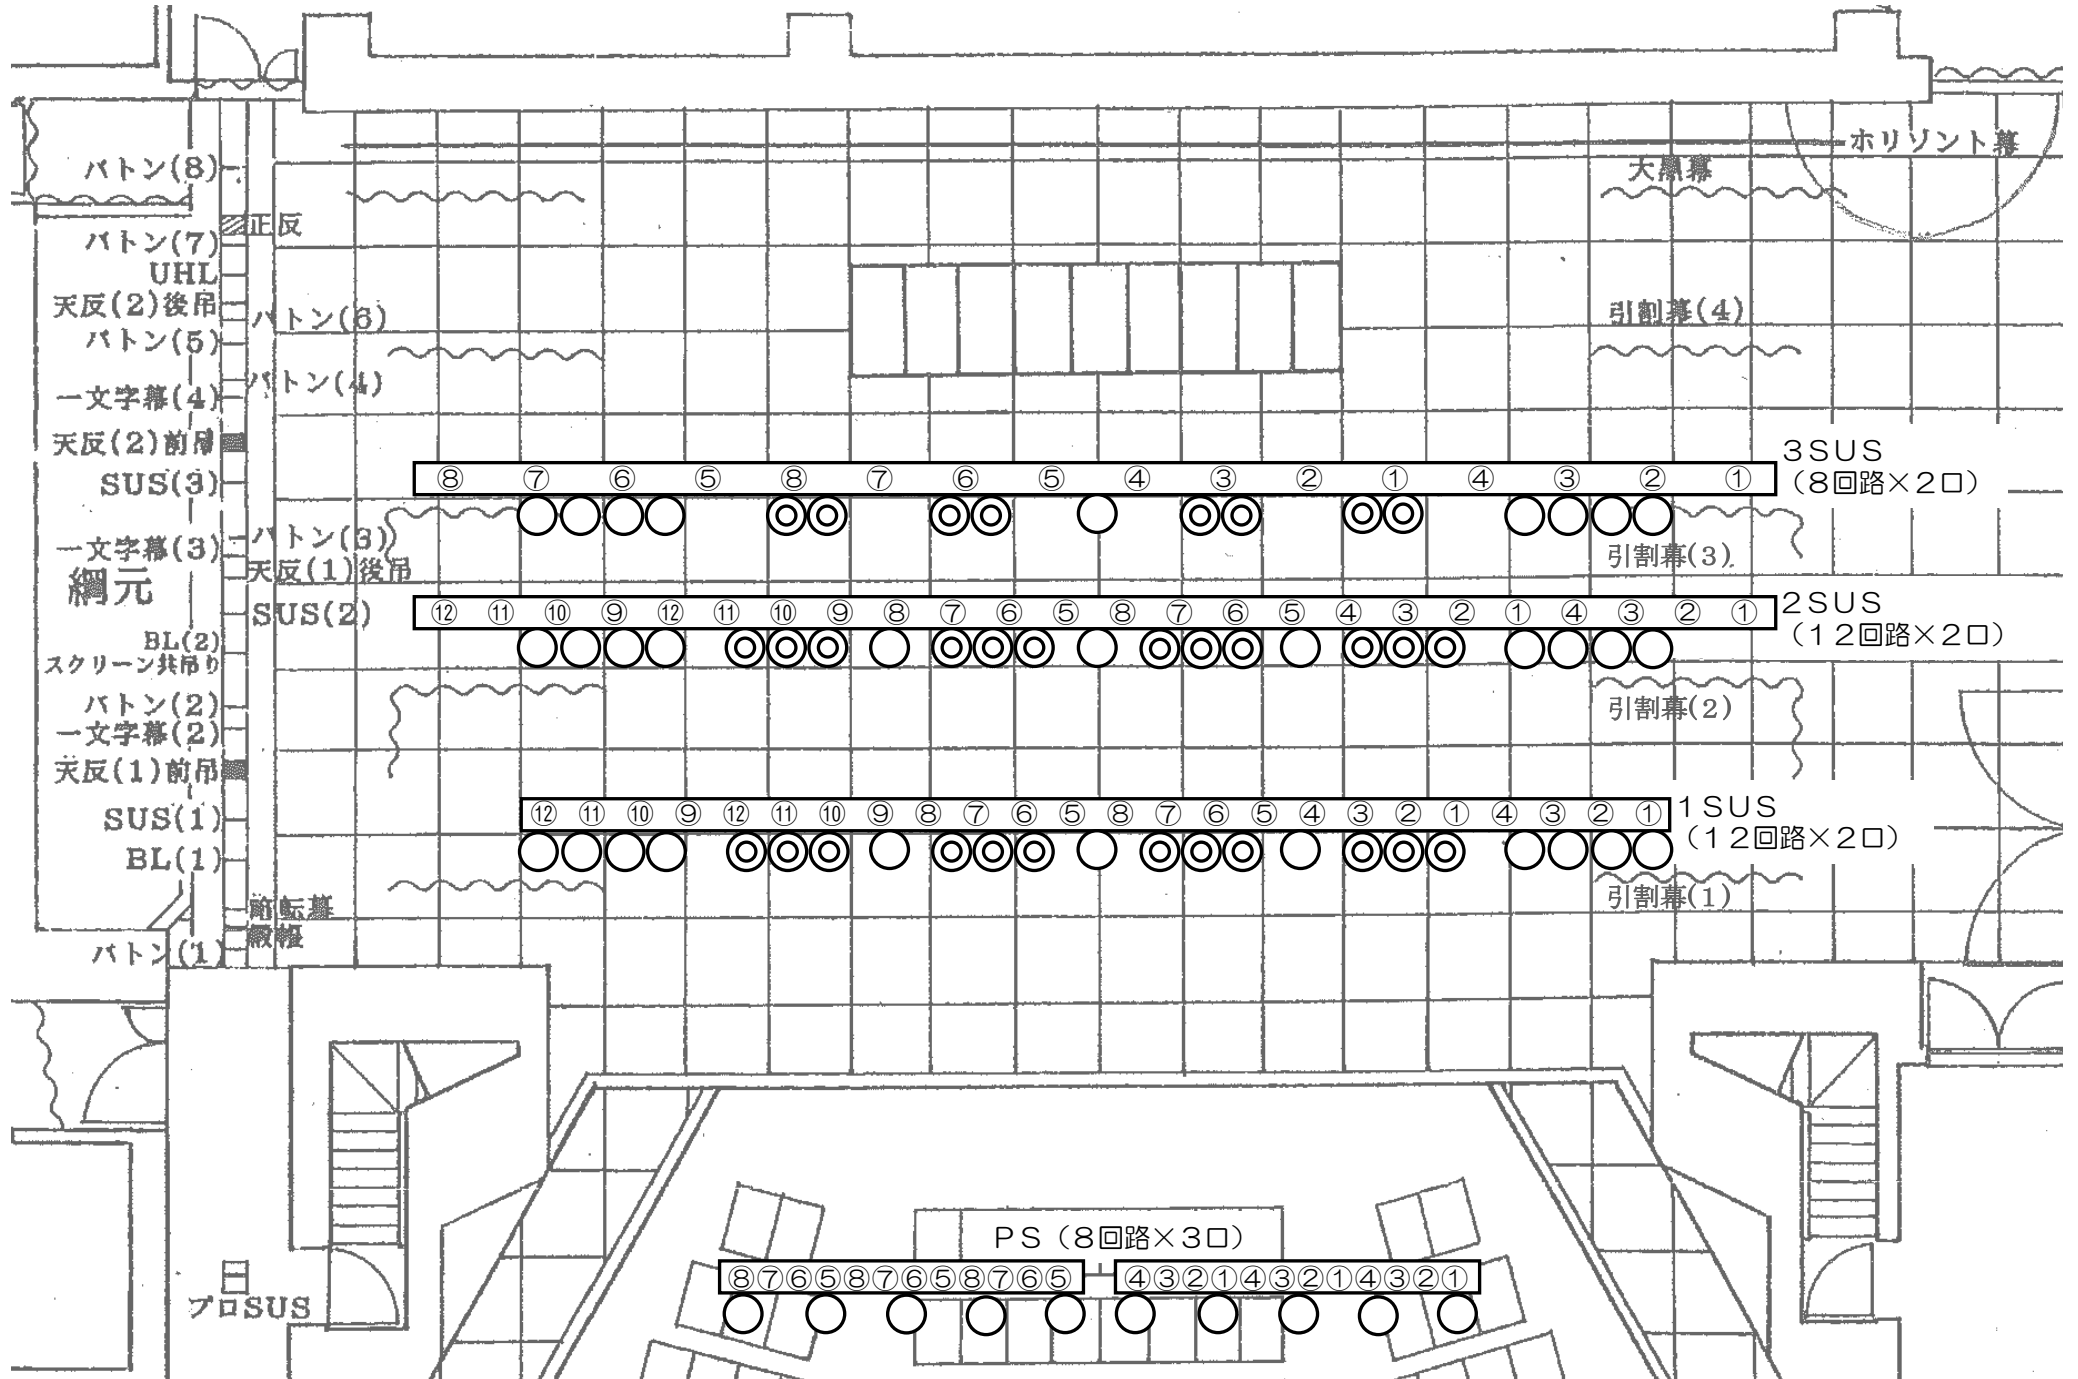 ホリゾント幕
大黒幕
バトン(8)
正反
バトン(7)
UHL
天反(2)後吊
バトン(6)
引割幕(4)
バトン(5)
バトン(4)
一文字幕(4)
天反(2)前吊
3SUS
SUS(3)
⑧ ⑦ ⑥ ⑤ ⑧ ⑦ ⑥ ⑤ ④ ③ ② ① ④ ③ ② ①
（8回路×2口）
バトン(3)
一文字幕(3)
引割幕(3)
天反(1)後吊
綱元
2SUS
SUS(2)
⑫ ⑪ ⑩ ⑨ ⑫ ⑪ ⑩ ⑨ ⑧ ⑦ ⑥ ⑤ ⑧ ⑦ ⑥ ⑤ ④ ③ ② ① ④ ③ ② ①
（12回路×2口）
BL(2)
スクリーン共吊り
バトン(2)
引割幕(2)
一文字幕(2)
天反(1)前吊
1SUS
SUS(1)
⑫ ⑪ ⑩ ⑨ ⑫ ⑪ ⑩ ⑨ ⑧ ⑦ ⑥ ⑤ ⑧ ⑦ ⑥ ⑤ ④ ③ ② ① ④ ③ ② ①
（12回路×2口）
BL(1)
引割幕(1)
暗転幕
緞帳
バトン(1)
PS（8回路×3口）
⑧⑦⑥⑤⑧⑦⑥⑤⑧⑦⑥⑤ ④③②①④③②①④③②①
プロSUS